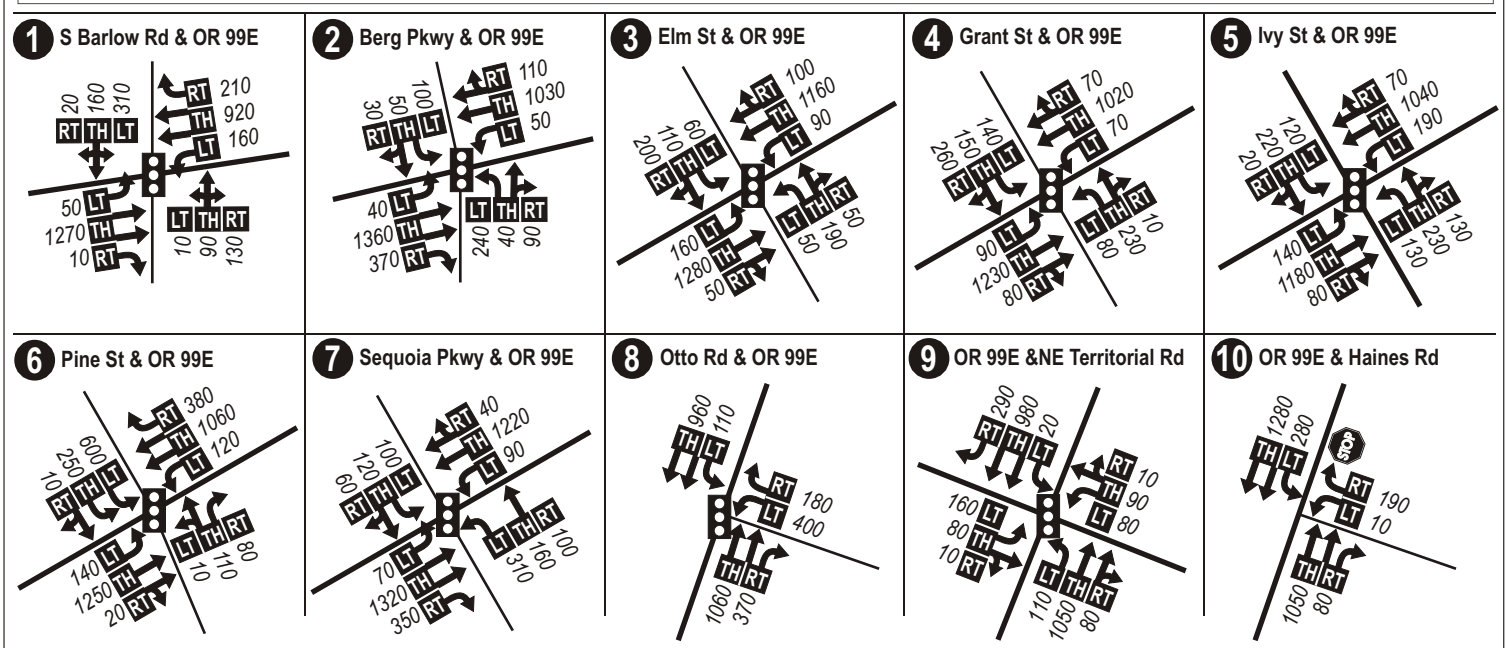 1 S Barlow Rd & OR 99E
20 160 310
RT TH LT
RT 210
TH 920
LT 160
50 LT
1270 TH
10 RT
LT TH RT
10 90 130
2 Berg Pkwy & OR 99E
30 50 100
RT TH LT
RT 110
TH 1030
LT 50
40 LT
1360 TH
370 RT
LT TH RT
240 40 90
3 Elm St & OR 99E
200 110 60
RT TH LT
RT 100
TH 1160
LT 90
160 LT
1280 TH
50 RT
LT TH RT
50 190 50
4 Grant St & OR 99E
260 150 140
RT TH LT
RT 70
TH 1020
LT 70
90 LT
1230 TH
80 RT
LT TH RT
80 230 10
5 Ivy St & OR 99E
20 220 120
RT TH LT
RT 70
TH 1040
LT 190
140 LT
1180 TH
80 RT
LT TH RT
130 230 130
6 Pine St & OR 99E
10 250 600
RT TH LT
RT 380
TH 1060
LT 120
140 LT
1250 TH
20 RT
LT TH RT
10 110 80
7 Sequoia Pkwy & OR 99E
60 120 100
RT TH LT
RT 40
TH 1220
LT 90
70 LT
1320 TH
350 RT
LT TH RT
310 160 100
8 Otto Rd & OR 99E
960 110
TH LT
RT 180
LT 400
TH RT
1060 370
9 OR 99E &NE Territorial Rd
290 980 20
RT TH LT
RT 10
TH 90
LT 80
160 LT
80 TH
10 RT
LT TH RT
110 1050 80
10 OR 99E & Haines Rd
1280 280
TH LT
STOP
RT 190
LT 10
TH RT
1050 80